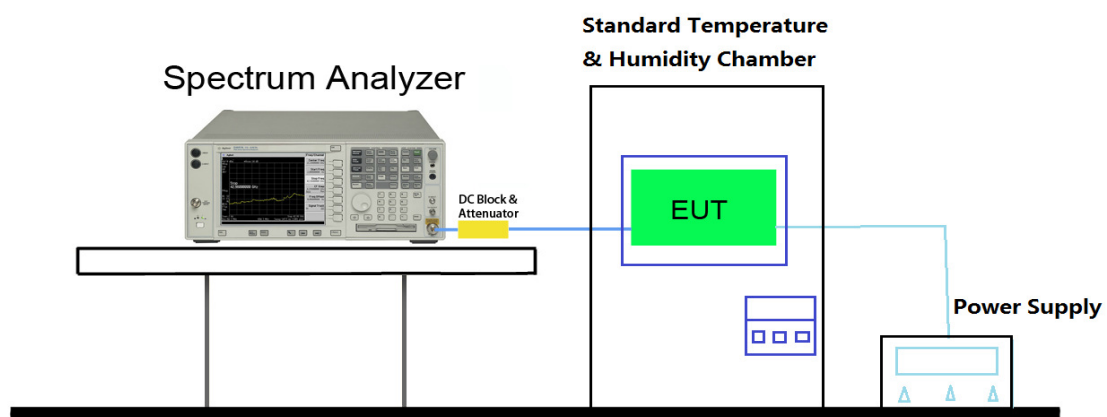 Standard Temperature
& Humidity Chamber
Spectrum Analyzer
DC Block &
Attenuator
EUT
Power Supply